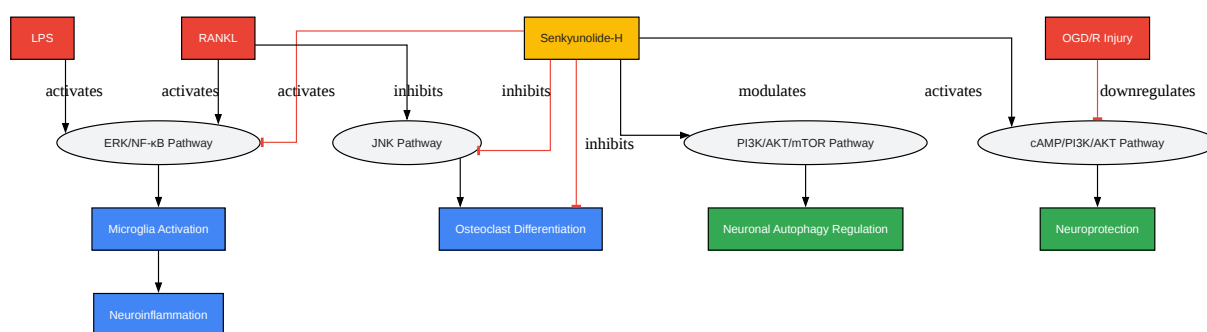 LPS
RANKL
Senkyunolide-H
OGD/R Injury
activates
activates
activates
inhibits
inhibits
modulates
activates
downregulates
ERK/NF-κB Pathway
JNK Pathway
inhibits
PI3K/AKT/mTOR Pathway
cAMP/PI3K/AKT Pathway
Microglia Activation
Osteoclast Differentiation
Neuronal Autophagy Regulation
Neuroprotection
Neuroinflammation